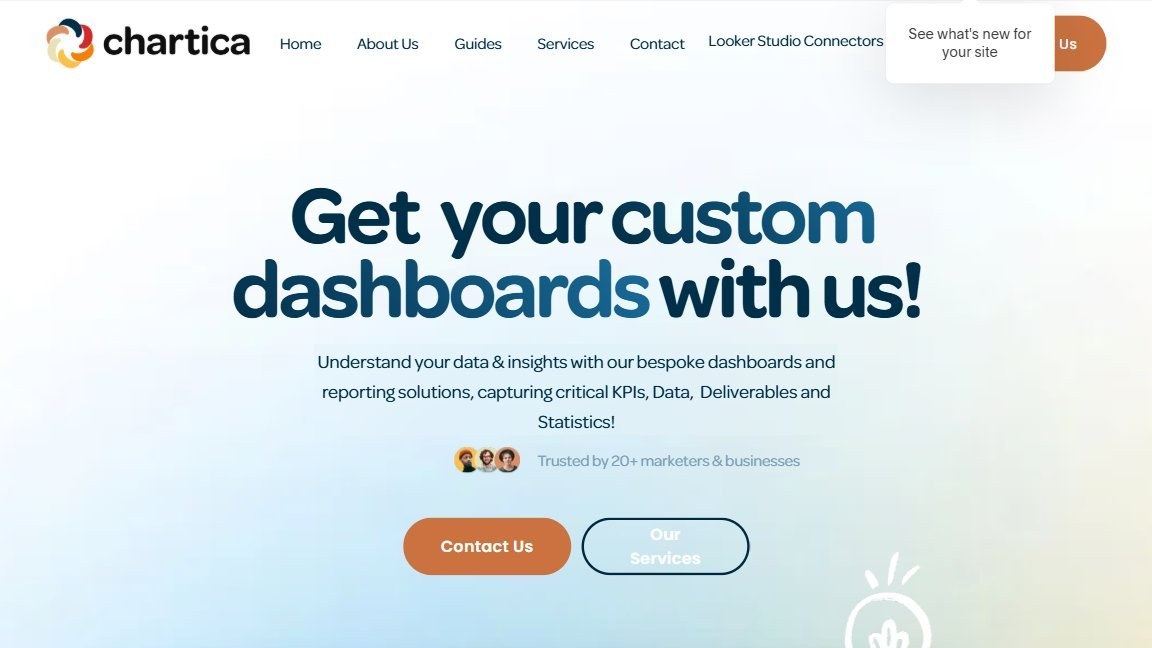 chartica
Home
About Us
Guides
Services
Contact
Looker Studio Connectors
See what's new for
your site
Us
Get your custom
dashboards with us!
Understand your data & insights with our bespoke dashboards and
reporting solutions, capturing critical KPIs, Data, Deliverables and
Statistics!
Trusted by 20+ marketers & businesses
Contact Us
Our
Services